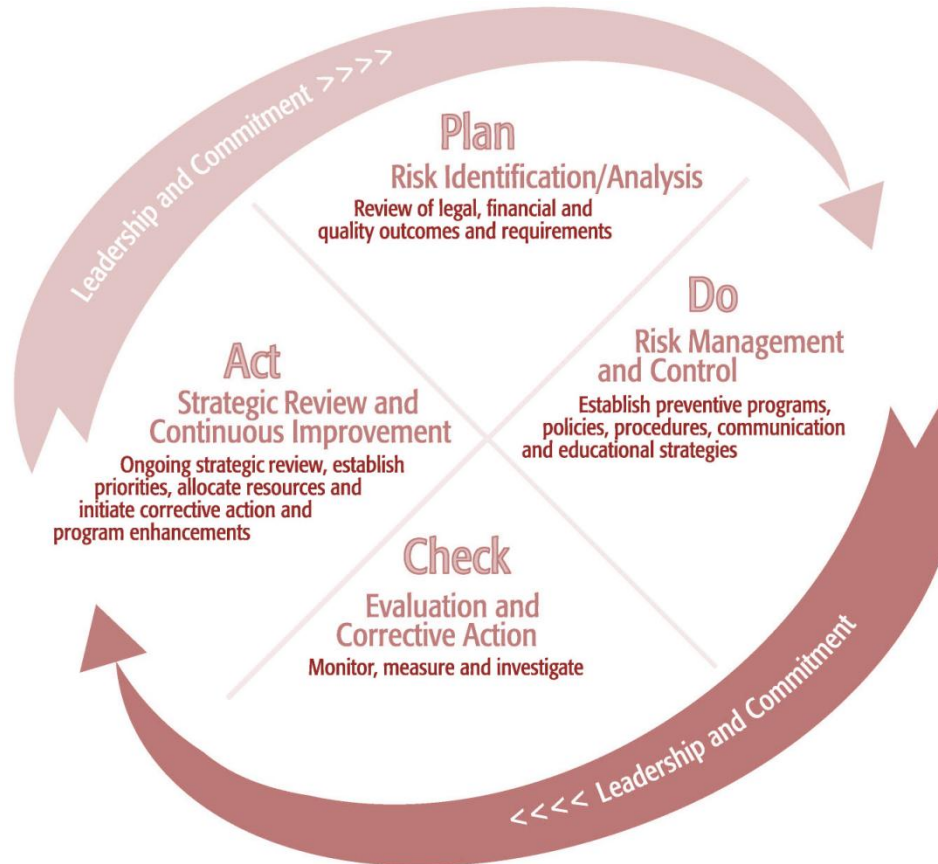 Leadership and Commitment >>>>
Plan
Risk Identification/Analysis
Review of legal, financial and
quality outcomes and requirements
Do
Risk Management
and Control
Establish preventive programs,
policies, procedures, communication
and educational strategies
Act
Strategic Review and
Continuous Improvement
Ongoing strategic review, establish
priorities, allocate resources and
initiate corrective action and
program enhancements
Check
Evaluation and
Corrective Action
Monitor, measure and investigate
<<<< Leadership and Commitment